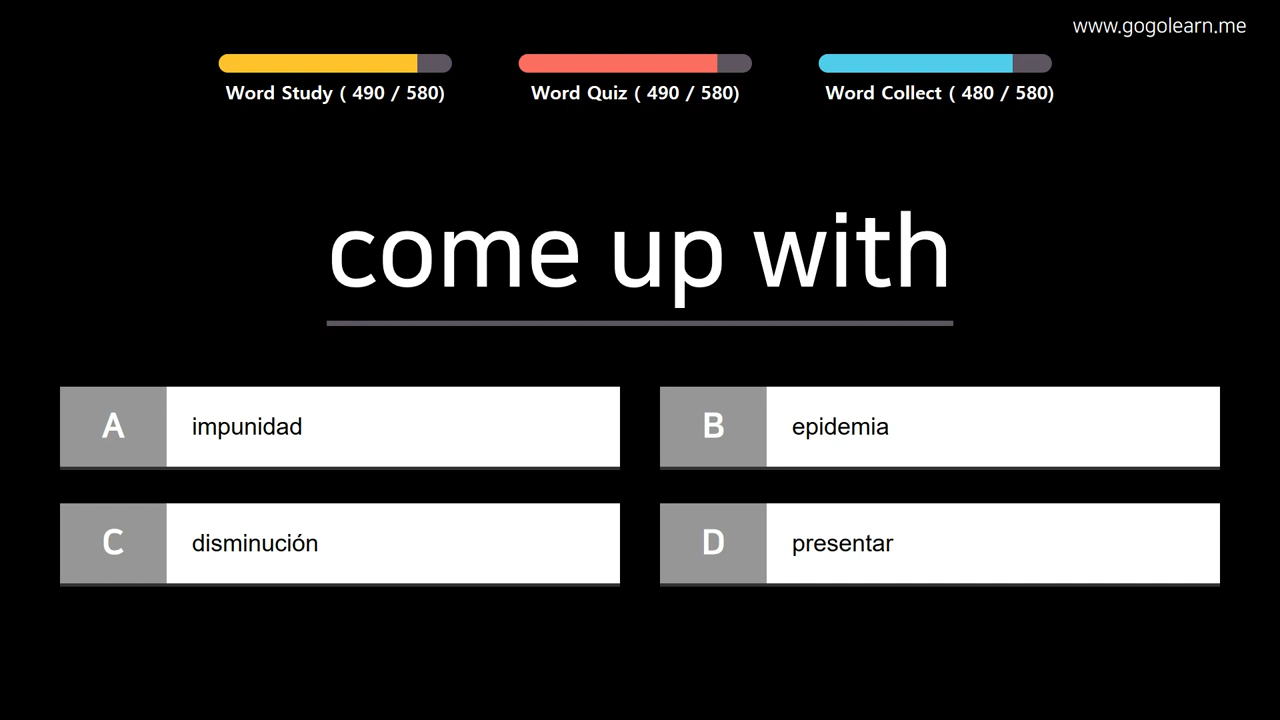 www.gogolearn.me
Word Study ( 490 / 580)
Word Quiz ( 490 / 580)
Word Collect ( 480 / 580)
come up with
A
impunidad
B
epidemia
C
disminución
D
presentar